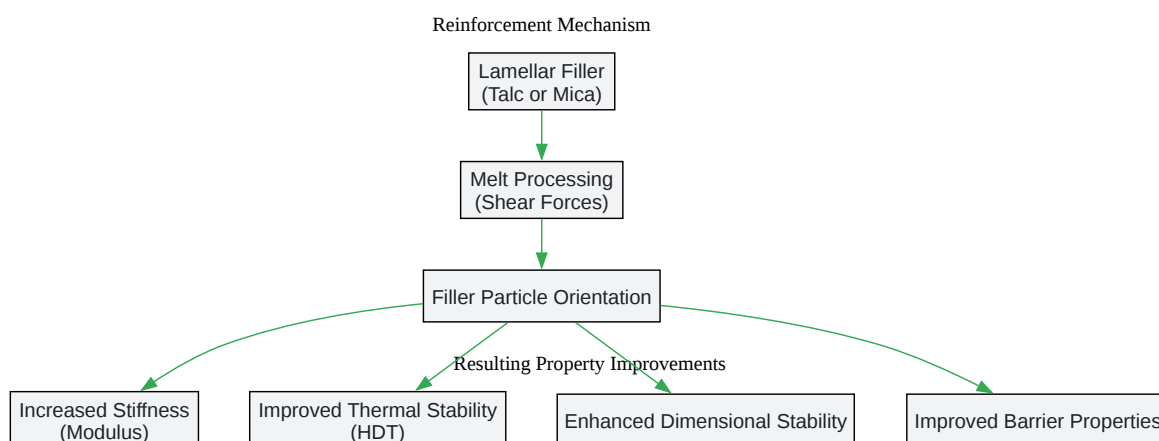 Reinforcement Mechanism
Lamellar Filler
(Talc or Mica)
Melt Processing
(Shear Forces)
Filler Particle Orientation
Resulting Property Improvements
Increased Stiffness
(Modulus)
Improved Thermal Stability
(HDT)
Enhanced Dimensional Stability
Improved Barrier Properties